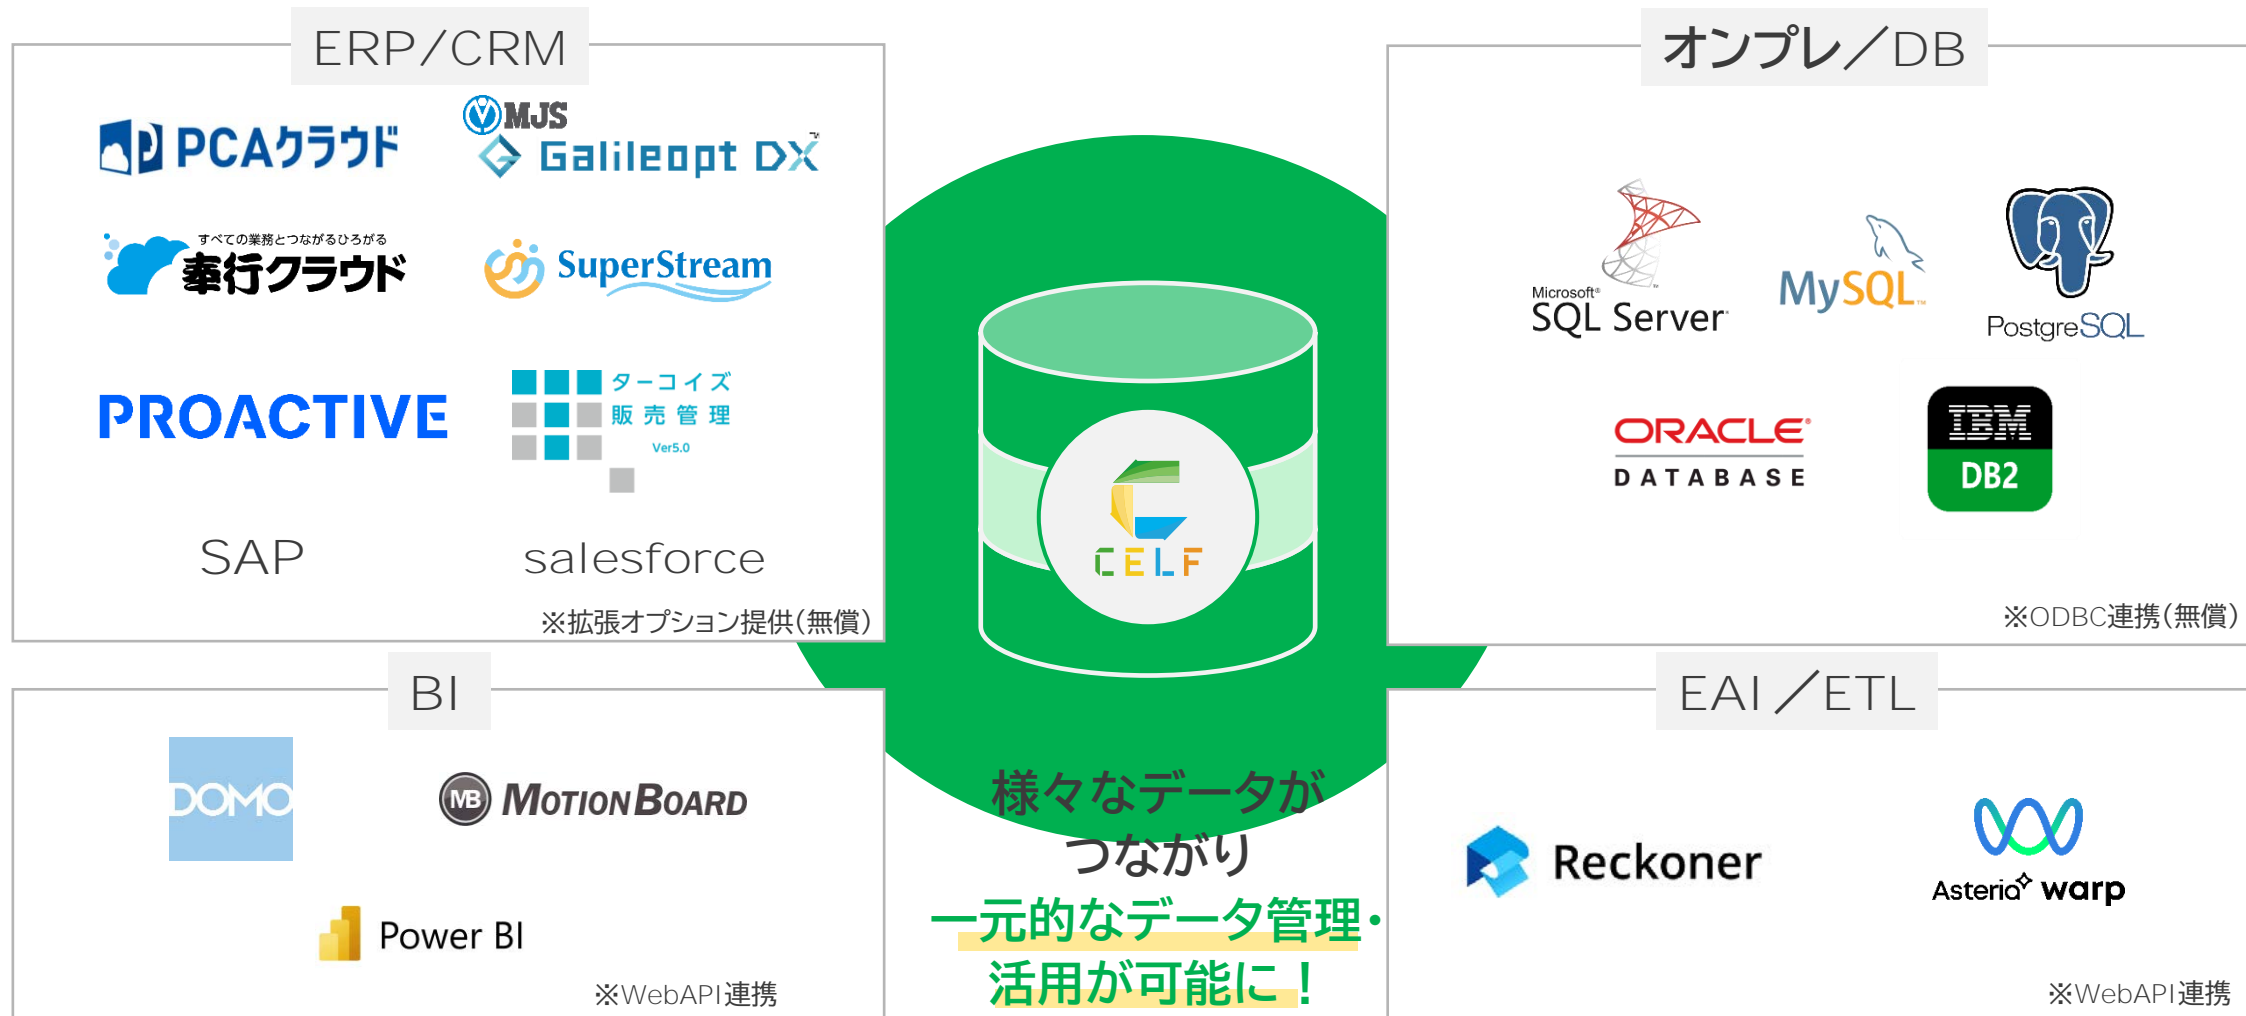 ERP/CRM
PCAクラウド
MJS
Galileopt DX
すべての業務とつながるひろがる
奉行クラウド
SuperStream
PROACTIVE
ターコイズ
販売管理
Ver5.0
SAP
salesforce
※拡張オプション提供(無償)
オンプレ／DB
Microsoft®
SQL Server
MySQL™
PostgreSQL
ORACLE®
DATABASE
IBM
DB2
※ODBC連携(無償)
CELF
様々なデータが
つながり
一元的なデータ管理・
活用が可能に！
BI
DOMO
MB MOTIONBOARD
Power BI
※WebAPI連携
EAI／ETL
Reckoner
Asteria warp
※WebAPI連携